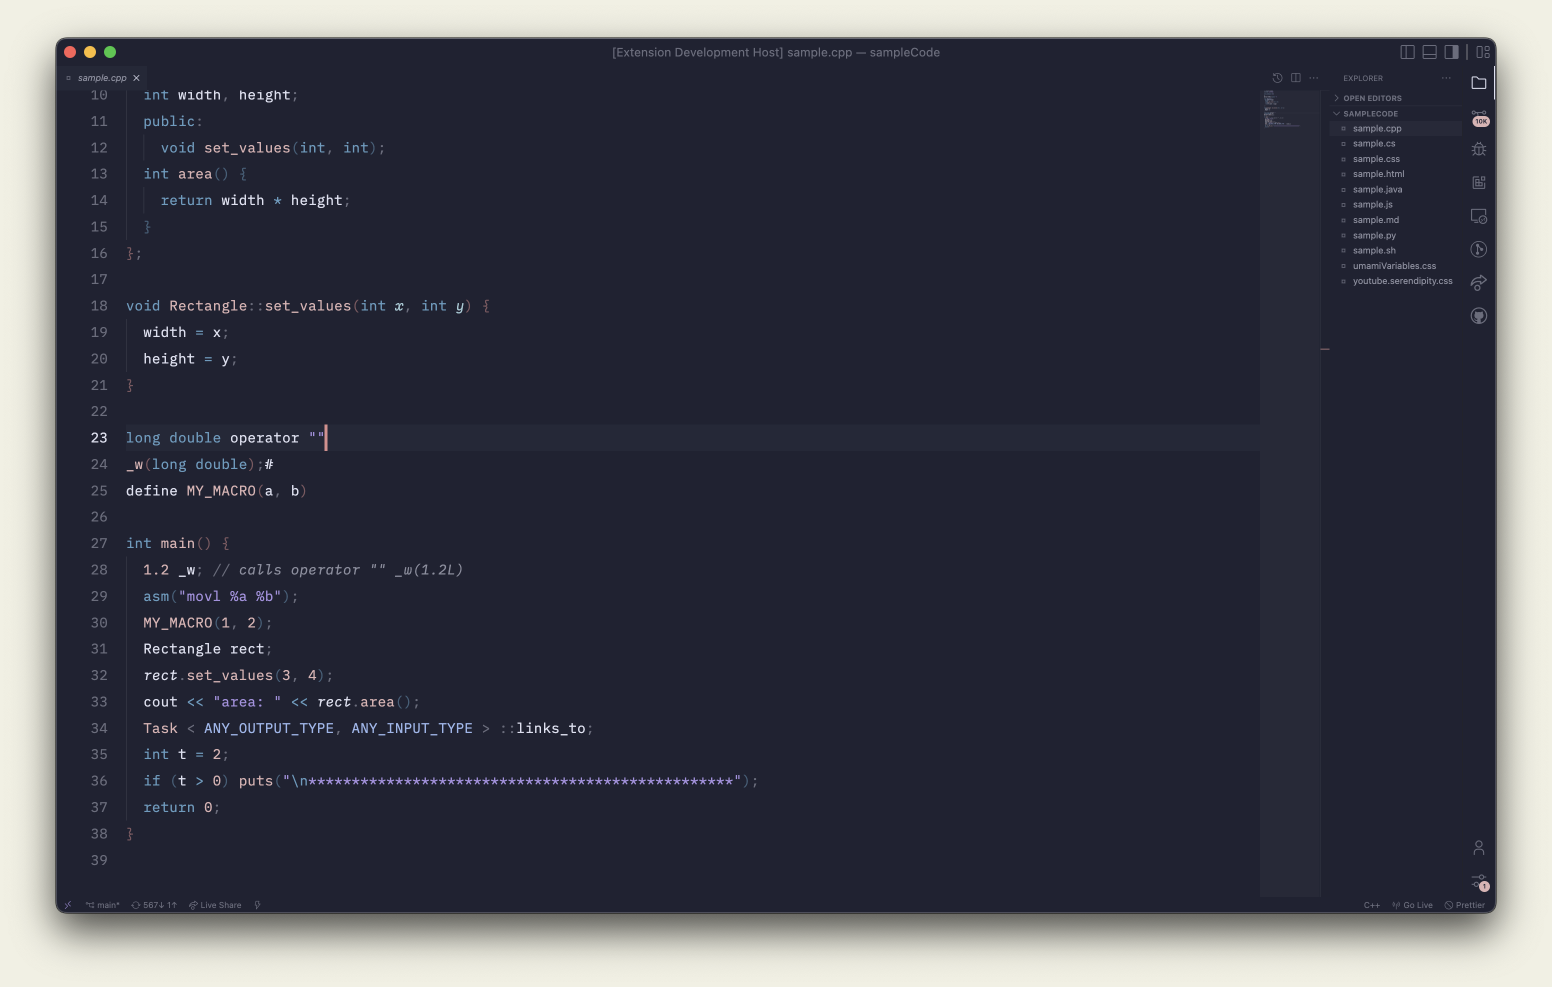 [Extension Development Host] sample.cpp — sampleCode
sample.cpp
10 int width, height;
11 public:
12 void set_values(int, int);
13 int area() {
14 return width * height;
15 }
16 };
17
18 void Rectangle::set_values(int x, int y) {
19 width = x;
20 height = y;
21 }
22
23 long double operator ""
24 _w(long double);#
25 define MY_MACRO(a, b)
26
27 int main() {
28 1.2 _w; // calls operator "" _w(1.2L)
29 asm("movl %a %b");
30 MY_MACRO(1, 2);
31 Rectangle rect;
32 rect.set_values(3, 4);
33 cout << "area: " << rect.area();
34 Task < ANY_OUTPUT_TYPE, ANY_INPUT_TYPE > ::links_to;
35 int t = 2;
36 if (t > 0) puts("\n*************************************************");
37 return 0;
38 }
39
EXPLORER
OPEN EDITORS
SAMPLECODE
sample.cpp
sample.cs
sample.css
sample.html
sample.java
sample.js
sample.md
sample.py
sample.sh
umamiVariables.css
youtube.serendipity.css
10K
1
main* 567↓ 1↑ Live Share
C++ Go Live Prettier